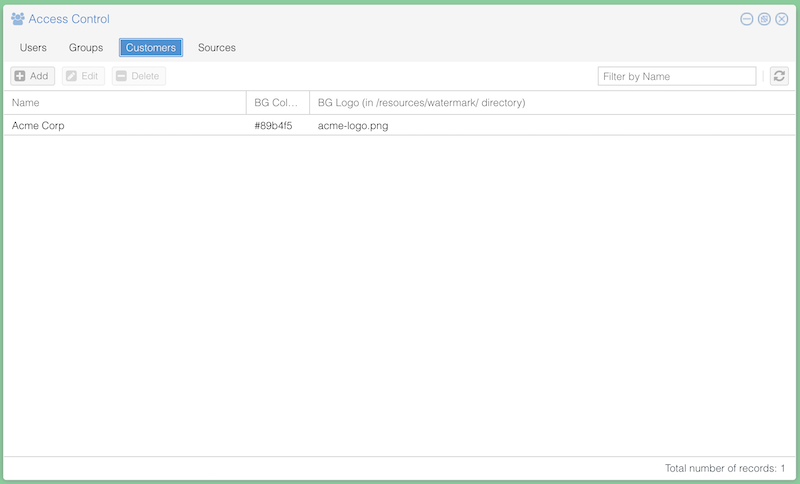 Access Control
Users Groups Customers Sources
Add Edit Delete Filter by Name
Name BG Col... BG Logo (in /resources/watermark/ directory)
Acme Corp #89b4f5 acme-logo.png
Total number of records: 1